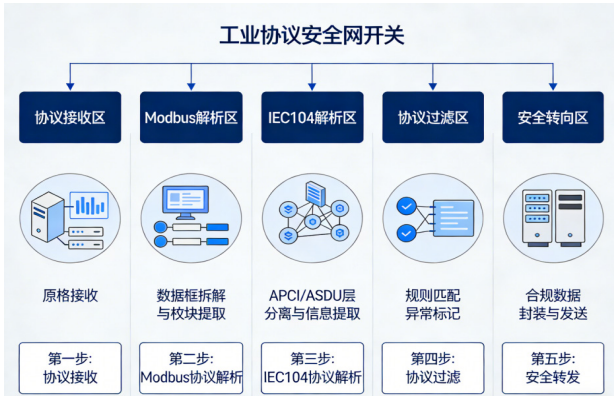 工业协议安全网开关
协议接收区
Modbus解析区
IEC104解析区
协议过滤区
安全转向区
原格接收
数据框拆解
与枚块提取
APCI/ASDU层
分离与信息提取
规则匹配
异常标记
合规数据
封装与发送
第一步:
协议接收
第二步:
Modbus协议解析
第三步:
IEC104协议解析
第四步:
协议过滤
第五步:
安全转发